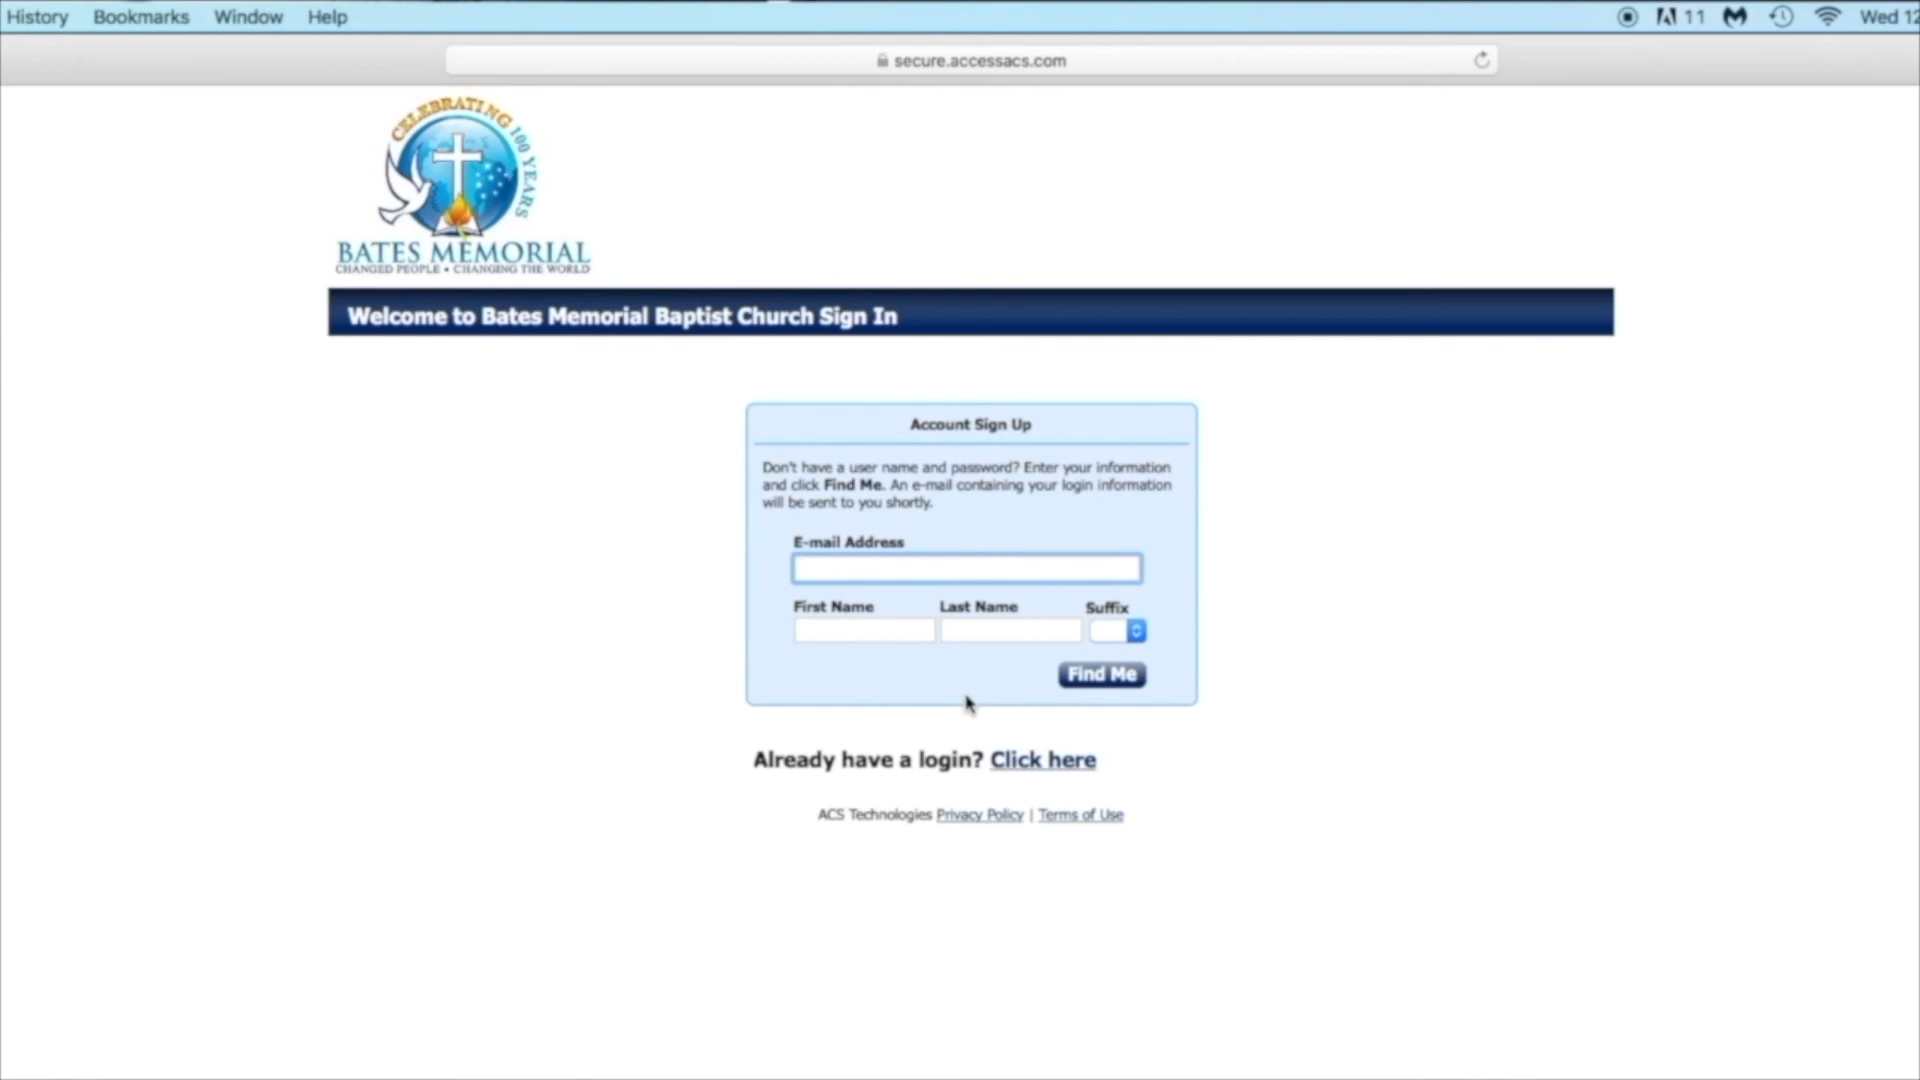 History Bookmarks Window Help 11 Wed 12
secure.accessacs.com
CELEBRATING 100 YEARS
BATES MEMORIAL
CHANGED PEOPLE • CHANGING THE WORLD
Welcome to Bates Memorial Baptist Church Sign In
Account Sign Up
Don't have a user name and password? Enter your information
and click Find Me. An e-mail containing your login information
will be sent to you shortly.
E-mail Address
First Name Last Name Suffix
Find Me
Already have a login? Click here
ACS Technologies Privacy Policy | Terms of Use